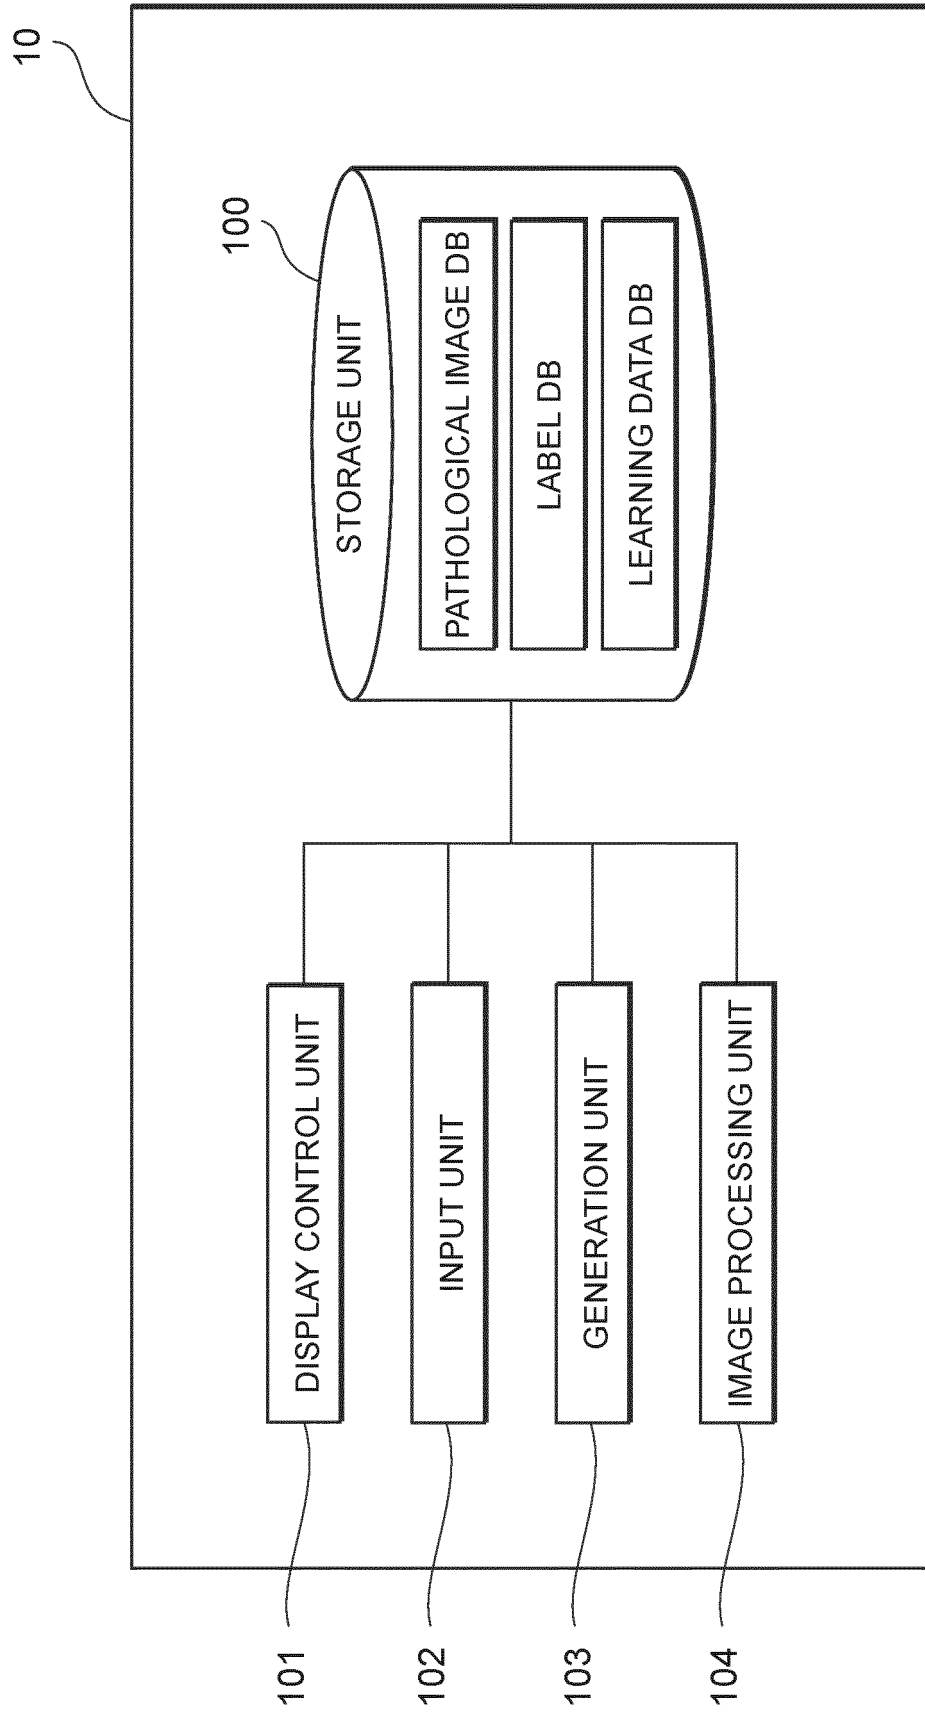 10
100
STORAGE UNIT
PATHOLOGICAL IMAGE DB
LABEL DB
LEARNING DATA DB
101
DISPLAY CONTROL UNIT
102
INPUT UNIT
103
GENERATION UNIT
104
IMAGE PROCESSING UNIT